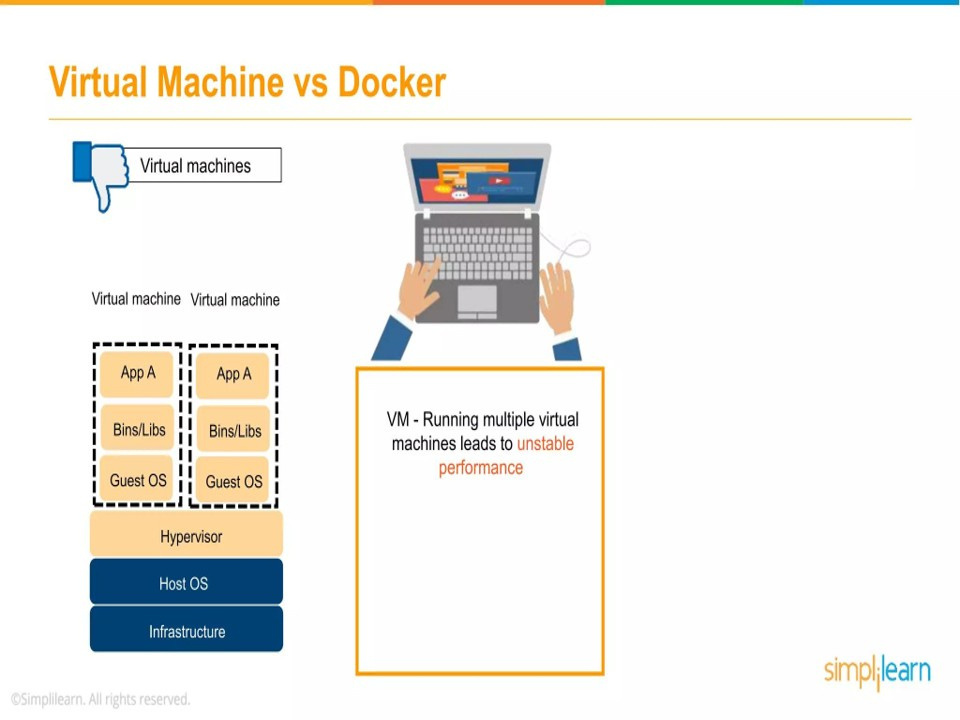 Virtual Machine vs Docker
Virtual machines
Virtual machine Virtual machine
App A App A
Bins/Libs Bins/Libs
Guest OS Guest OS
Hypervisor
Host OS
Infrastructure
VM - Running multiple virtual
machines leads to unstable
performance
simplilearn
©Simplilearn. All rights reserved.